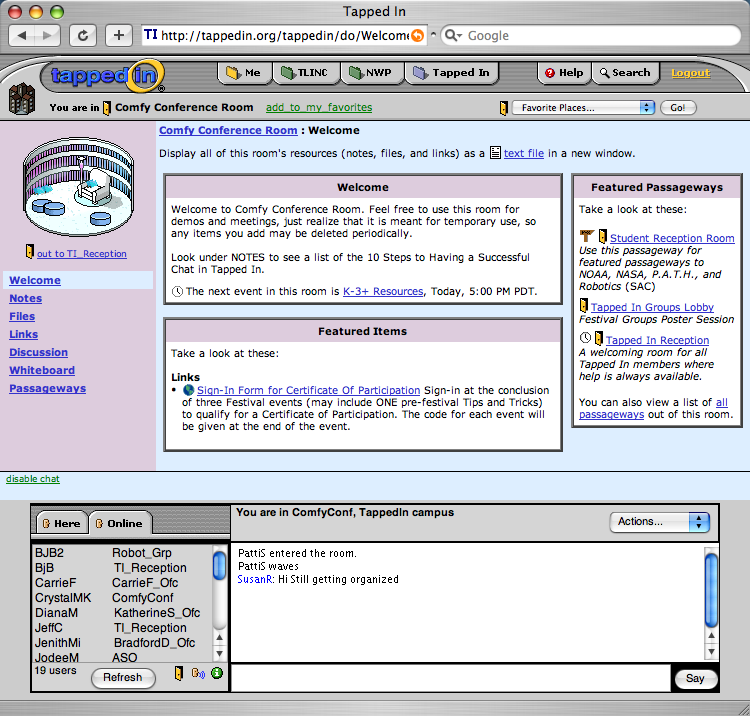 Tapped In
TI http://tappedin.org/tappedin/do/Welcome
Google
tapped in
Me
TLINC
NWP
Tapped In
Help
Search
Logout
You are in Comfy Conference Room add_to_my_favorites
Favorite Places...
Go!
out to TI_Reception
Welcome
Notes
Files
Links
Discussion
Whiteboard
Passageways
Comfy Conference Room : Welcome
Display all of this room's resources (notes, files, and links) as a text file in a new window.
Welcome
Welcome to Comfy Conference Room. Feel free to use this room for
demos and meetings, just realize that it is meant for temporary use, so
any items you add may be deleted periodically.
Look under NOTES to see a list of the 10 Steps to Having a Successful
Chat in Tapped In.
The next event in this room is K-3+ Resources, Today, 5:00 PM PDT.
Featured Items
Take a look at these:
Links
• Sign-In Form for Certificate Of Participation Sign-in at the conclusion
of three Festival events (may include ONE pre-festival Tips and Tricks)
to qualify for a Certificate of Participation. The code for each event will
be given at the end of the event.
Featured Passageways
Take a look at these:
Student Reception Room
Use this passageway for
featured passageways to
NOAA, NASA, P.A.T.H., and
Robotics (SAC)
Tapped In Groups Lobby
Festival Groups Poster Session
Tapped In Reception
A welcoming room for all
Tapped In members where
help is always available.
You can also view a list of all
passageways out of this room.
disable chat
Here
Online
BJB2 Robot_Grp
BjB TI_Reception
CarrieF CarrieF_Ofc
CrystalMK ComfyConf
DianaM KatherineS_Ofc
JeffC TI_Reception
JenithMi BradfordD_Ofc
JodeeM ASO
19 users
Refresh
You are in ComfyConf, TappedIn campus
Actions...
PattiS entered the room.
PattiS waves
SusanR: Hi Still getting organized
Say